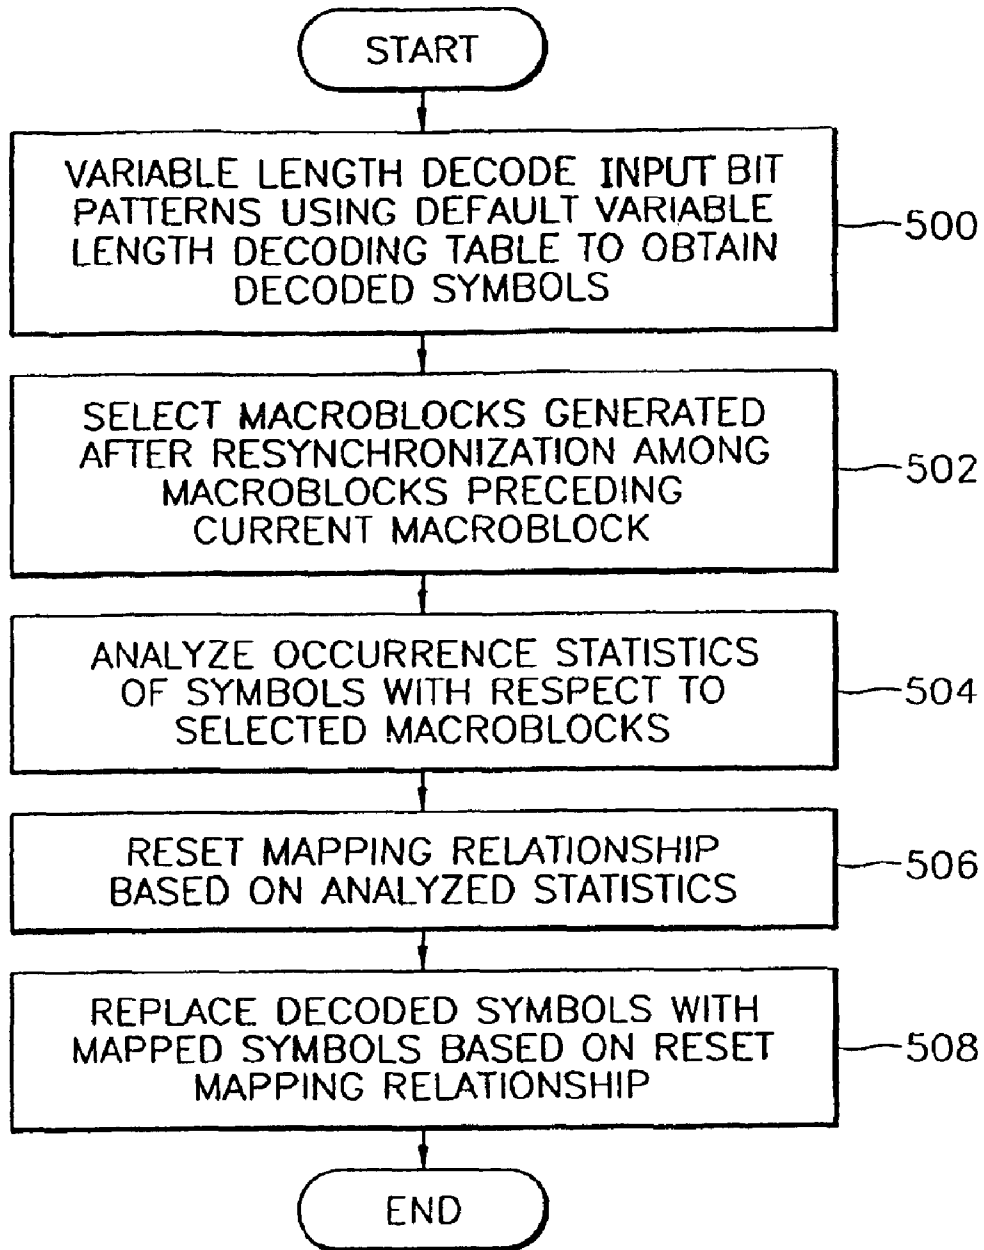 START
VARIABLE LENGTH DECODE INPUT BIT
PATTERNS USING DEFAULT VARIABLE
LENGTH DECODING TABLE TO OBTAIN
DECODED SYMBOLS
500
SELECT MACROBLOCKS GENERATED
AFTER RESYNCHRONIZATION AMONG
MACROBLOCKS PRECEDING
CURRENT MACROBLOCK
502
ANALYZE OCCURRENCE STATISTICS
OF SYMBOLS WITH RESPECT TO
SELECTED MACROBLOCKS
504
RESET MAPPING RELATIONSHIP
BASED ON ANALYZED STATISTICS
506
REPLACE DECODED SYMBOLS WITH
MAPPED SYMBOLS BASED ON RESET
MAPPING RELATIONSHIP
508
END